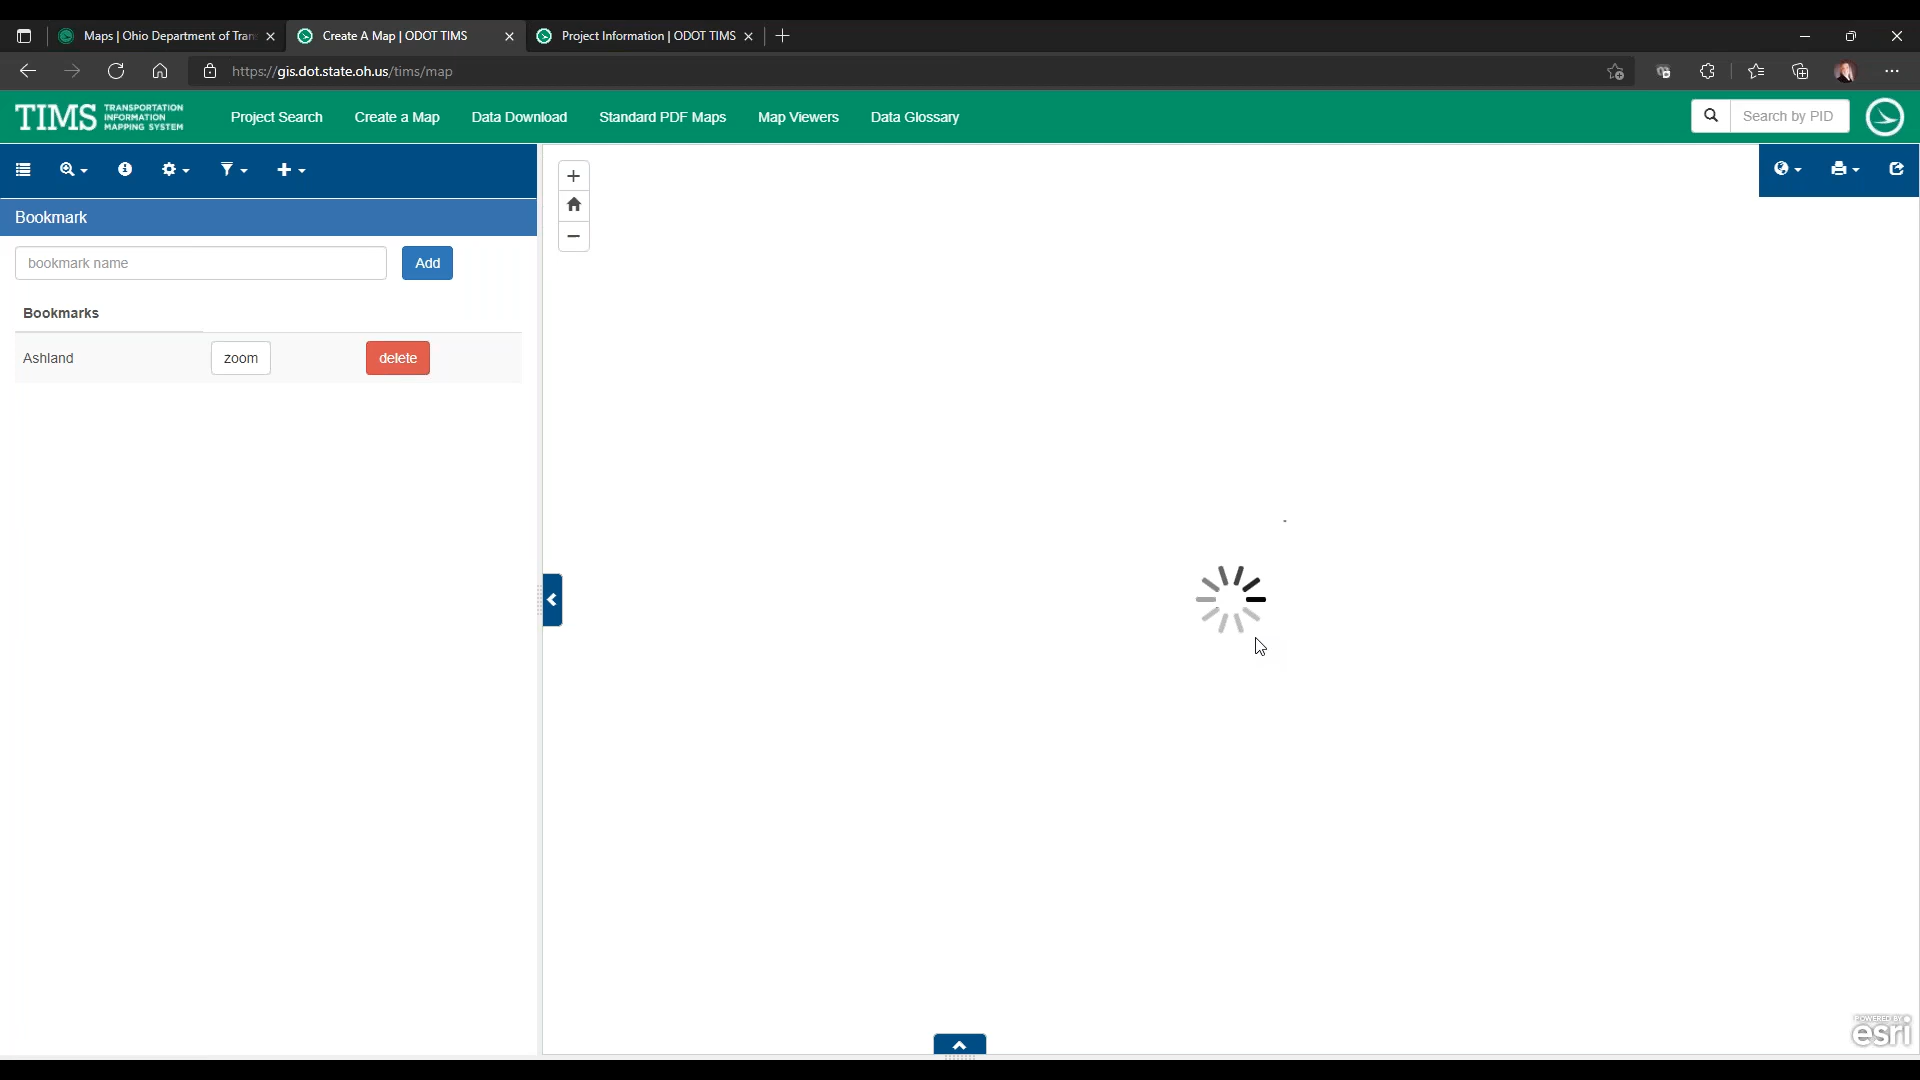 Maps | Ohio Department of Tran
Create A Map | ODOT TIMS
Project Information | ODOT TIMS
https://gis.dot.state.oh.us/tims/map
TIMS TRANSPORTATION INFORMATION MAPPING SYSTEM
Project Search
Create a Map
Data Download
Standard PDF Maps
Map Viewers
Data Glossary
Search by PID
Bookmark
bookmark name
Add
Bookmarks
Ashland
zoom
delete
POWERED BY
esri